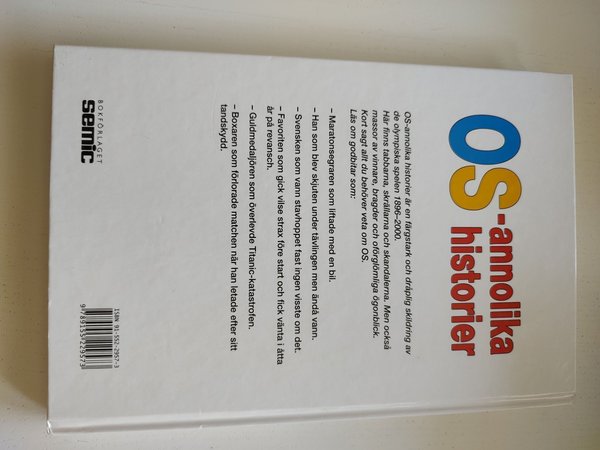 OS-annolika
historier
OS-annolika historier är en färgstark och dråplig skildring av
de olympiska spelen 1896-2000.
Här finns tabbarna, skrällarna och skandalerna. Men också
massor av vinnare, bragder och oförglömliga ögonblick.
Kort sagt allt du behöver veta om OS.
Läs om godbitar som:
– Maratonsegraren som liftade med en bil.
– Han som blev skjuten under tävlingen men ändå vann.
– Svensken som vann stavhoppet fast ingen visste om det.
– Favoriten som gick vilse strax före start och fick vänta i åtta
år på revansch.
– Guldmedaljören som överlevde Titanic-katastrofen.
– Boxaren som förlorade matchen när han letade efter sitt
tandskydd.
BOKFÖRLAGET
semic
ISBN 91-552-2957-3
9789155229573